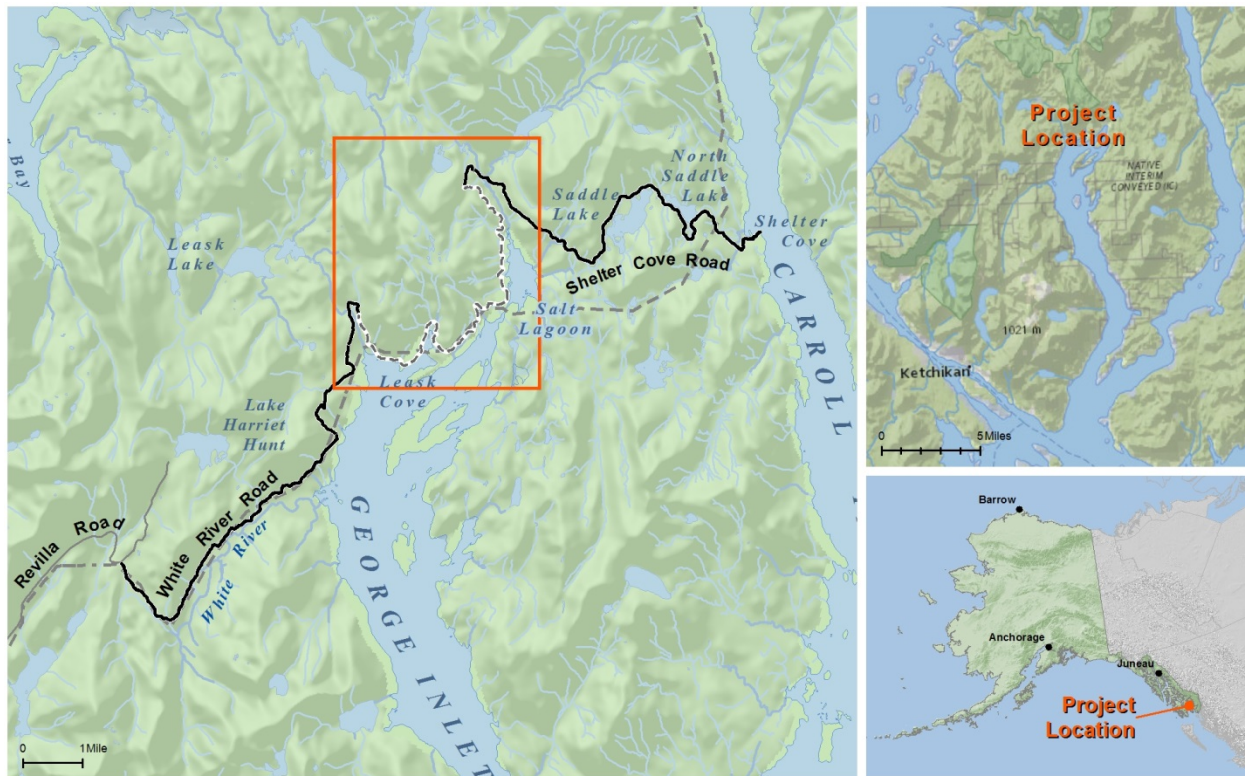 Bay
Leask
Lake
Saddle
Lake
North
Saddle
Lake
Shelter
Cove
Shelter Cove Road
Salt
Lagoon
Leask
Cove
Lake
Harriet
Hunt
Revilla Road
White River Road
White River
GEORGE INLET
CARROLL
0 1Mile
Project
Location
NATIVE
INTERIM
CONVEYED (IC)
1021 m
Ketchikan
0 5Miles
Barrow
Anchorage
Juneau
Project
Location